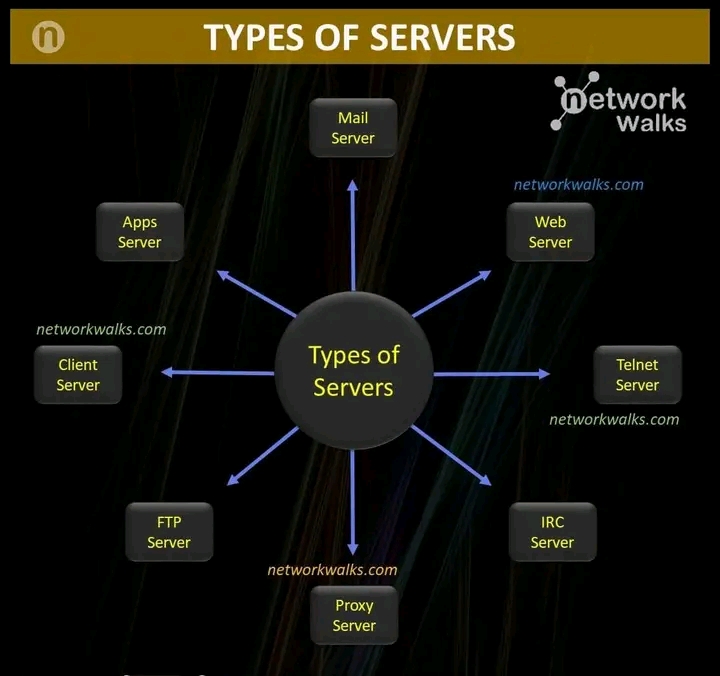 n
TYPES OF SERVERS
network
walks
Mail
Server
networkwalks.com
Apps
Server
Web
Server
networkwalks.com
Types of
Servers
Client
Server
Telnet
Server
networkwalks.com
FTP
Server
IRC
Server
networkwalks.com
Proxy
Server